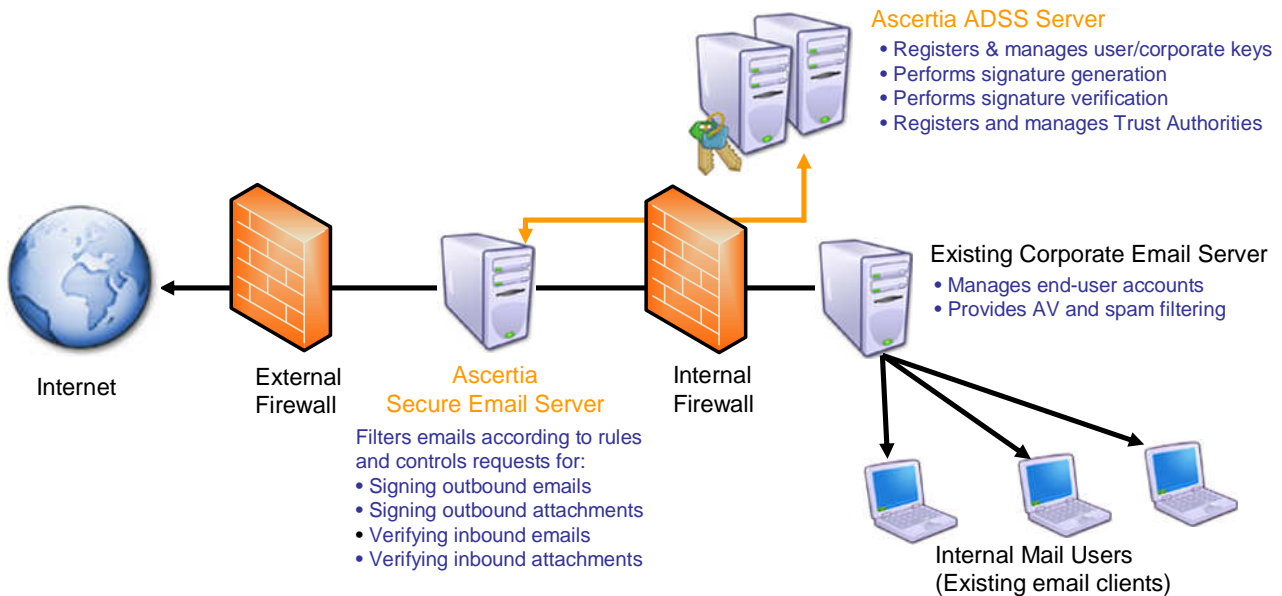 Ascertia ADSS Server
• Registers & manages user/corporate keys
• Performs signature generation
• Performs signature verification
• Registers and manages Trust Authorities
Existing Corporate Email Server
• Manages end-user accounts
• Provides AV and spam filtering
Internet
External
Firewall
Ascertia
Secure Email Server
Filters emails according to rules
and controls requests for:
• Signing outbound emails
• Signing outbound attachments
• Verifying inbound emails
• Verifying inbound attachments
Internal
Firewall
Internal Mail Users
(Existing email clients)